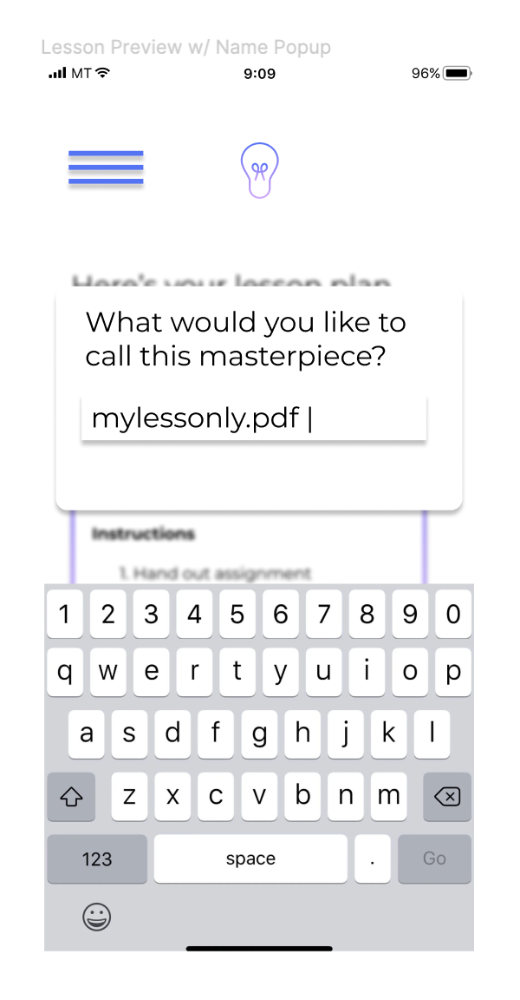 Lesson Preview w/ Name Popup
MT 9:09 96%
Here's your lesson plan
What would you like to
call this masterpiece?
mylessonly.pdf |
Instructions
1. Hand out assignment
1 2 3 4 5 6 7 8 9 0
q w e r t y u i o p
a s d f g h j k l
z x c v b n m
123 space . Go